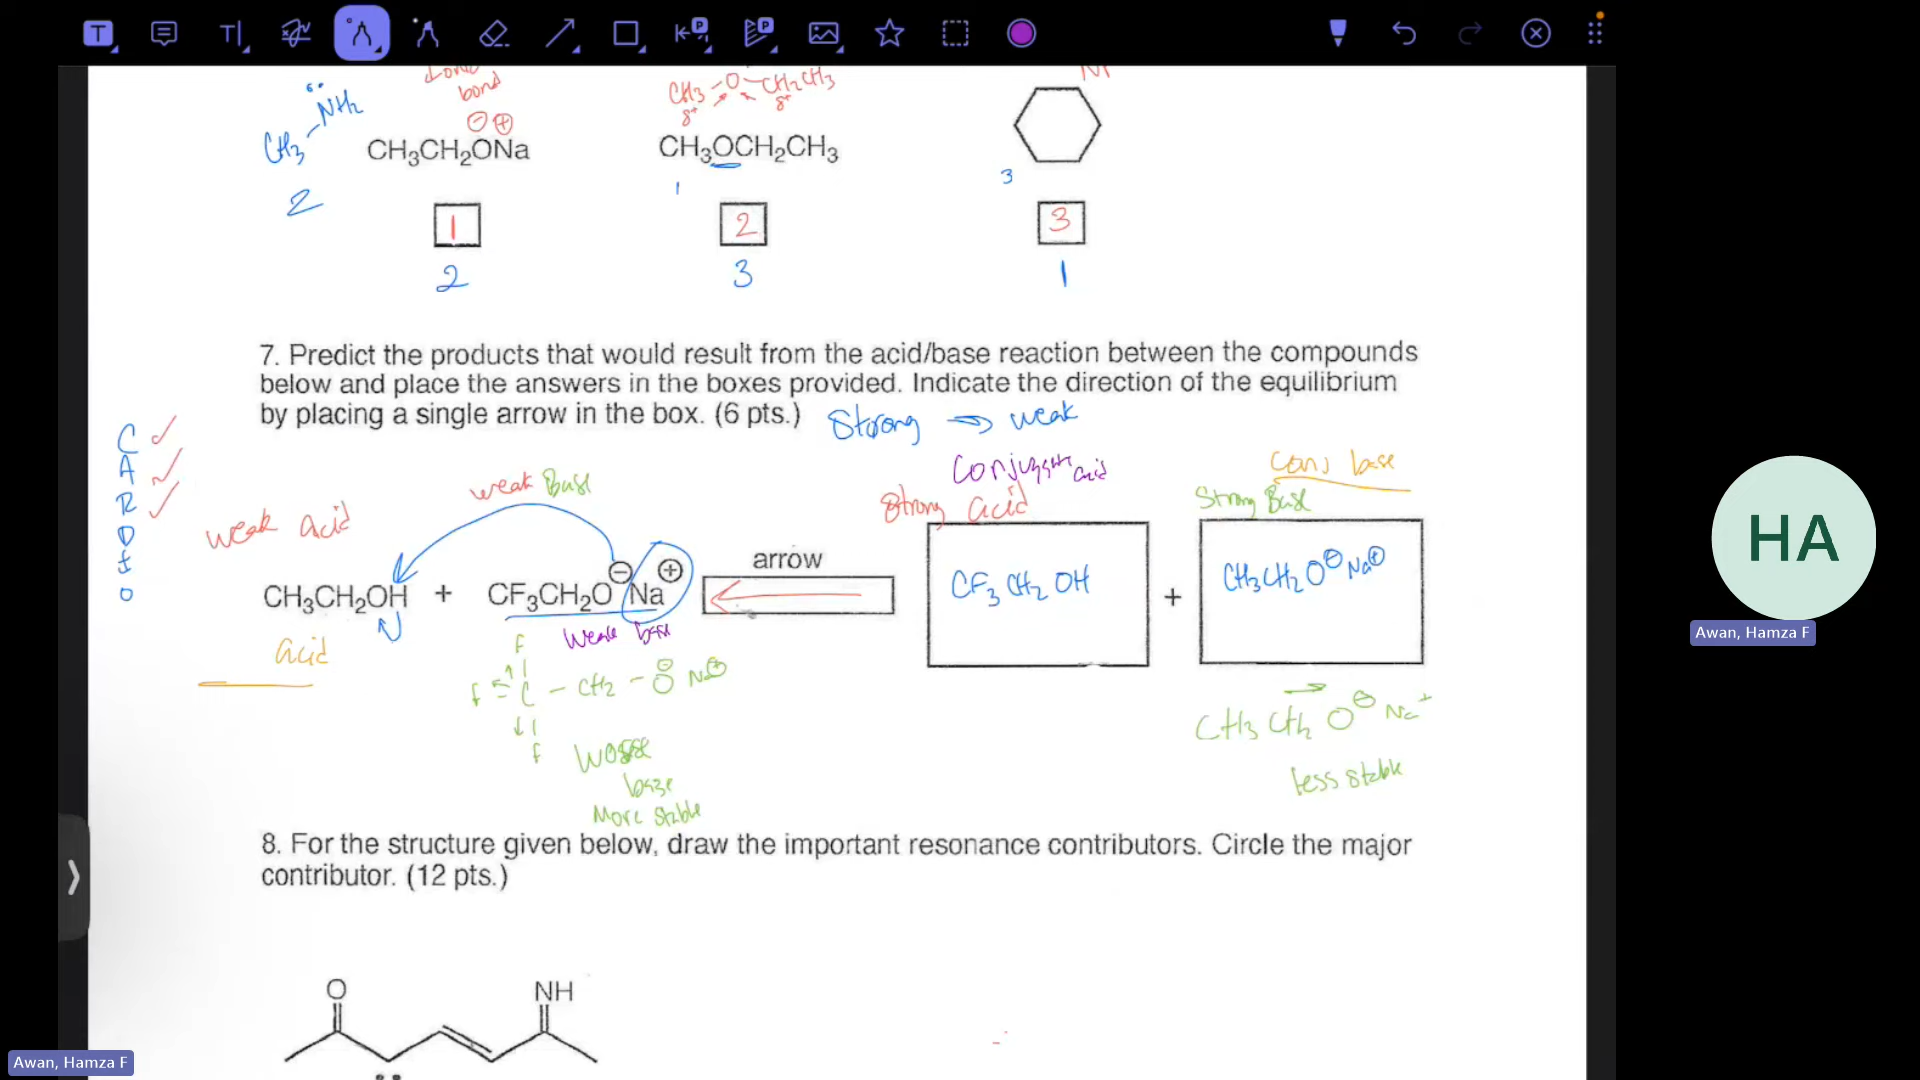 bond
CH3 - O - CH2CH3
δ+ δ+
NH2
CH3
⊖ ⊕
CH3CH2ONa
CH3OCH2CH3
2
1
3
1
2
3
2
3
1
7. Predict the products that would result from the acid/base reaction between the compounds
below and place the answers in the boxes provided. Indicate the direction of the equilibrium
by placing a single arrow in the box. (6 pts.)
Strong → weak
C ✓
A ✓
R ✓
D
I
O
weak acid
weak Base
Conjugate acid
Strong acid
conj base
Strong Base
arrow
CH3CH2OH + CF3CH2O⊖ Na⊕
CF3CH2OH
+
CH3CH2O⊖ Na⊕
acid
Weak base
F
F - C - CH2 - O⊖ Na⊕
F
base
More stable
CH3CH2O⊖ Na+
less stable
8. For the structure given below, draw the important resonance contributors. Circle the major
contributor. (12 pts.)
O
NH
HA
Awan, Hamza F
Awan, Hamza F